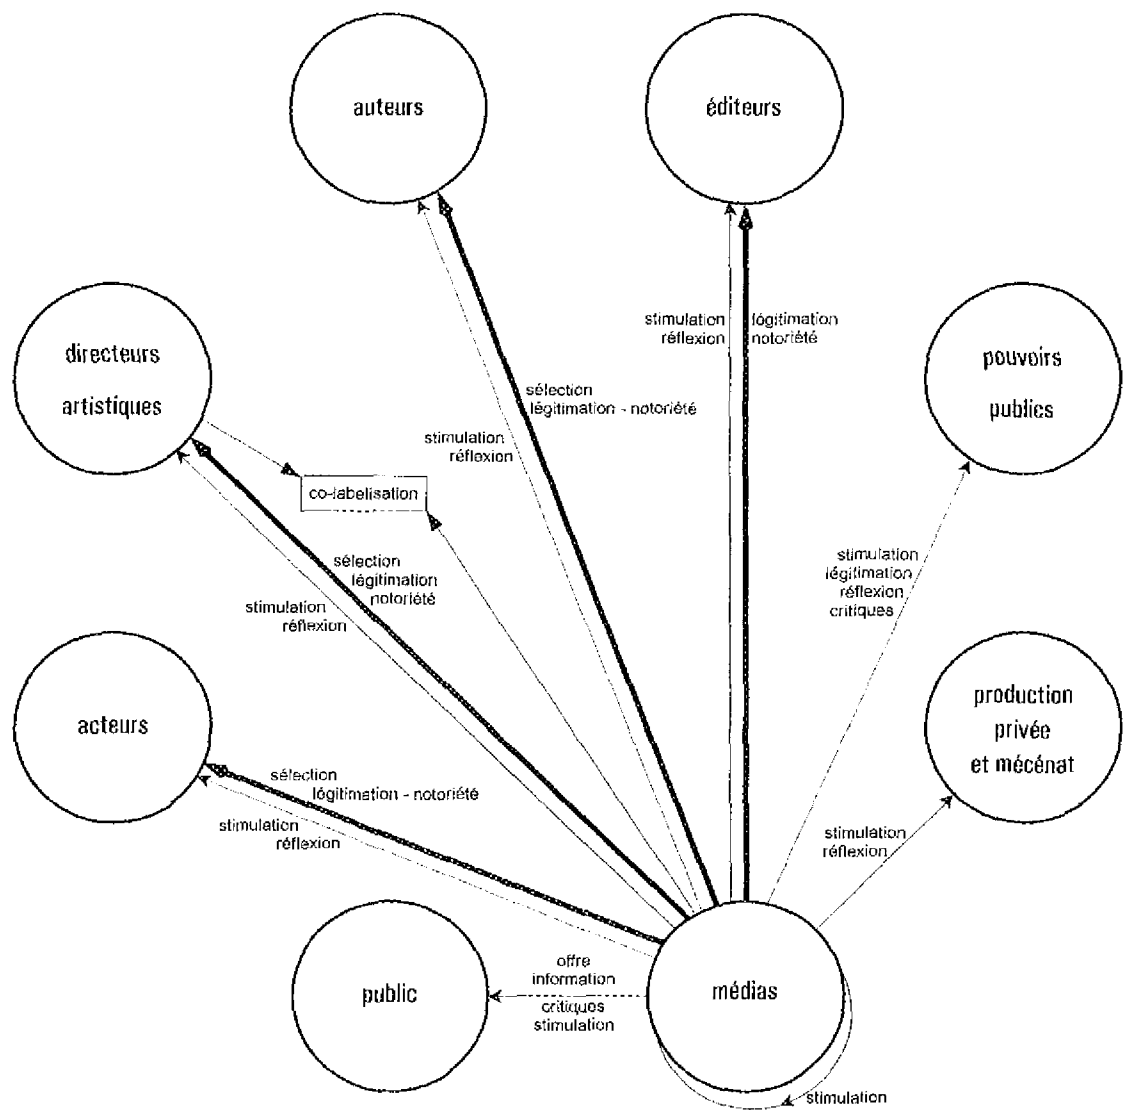 auteurs
éditeurs
directeurs
artistiques
pouvoirs
publics
stimulation
réflexion
légitimation
notoriété
sélection
légitimation - notoriété
stimulation
réflexion
co-labelisation
sélection
légitimation
notoriété
stimulation
réflexion
stimulation
légitimation
réflexion
critiques
acteurs
production
privée
et mécénat
sélection
légitimation - notoriété
stimulation
réflexion
stimulation
réflexion
public
offre
information
critiques
stimulation
médias
stimulation